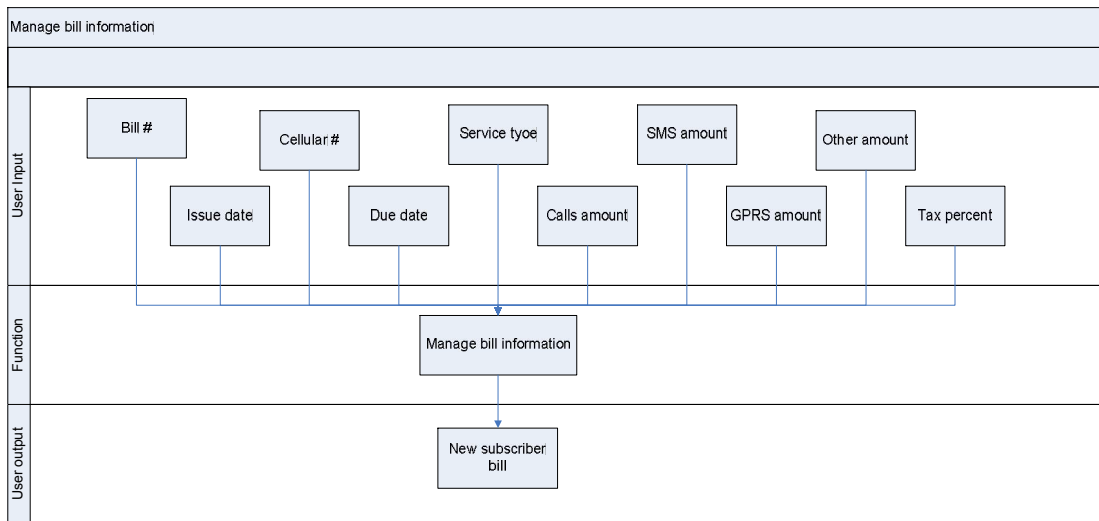 Manage bill information
User Input
Bill #
Cellular #
Service tyoe
SMS amount
Other amount
Issue date
Due date
Calls amount
GPRS amount
Tax percent
Function
Manage bill information
User output
New subscriber
bill